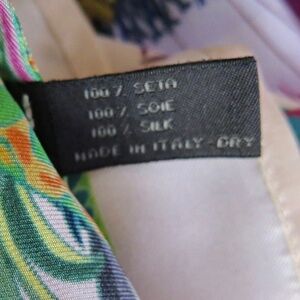 100% SETA
100% SOIE
100% SILK
MADE IN ITALY-DRY